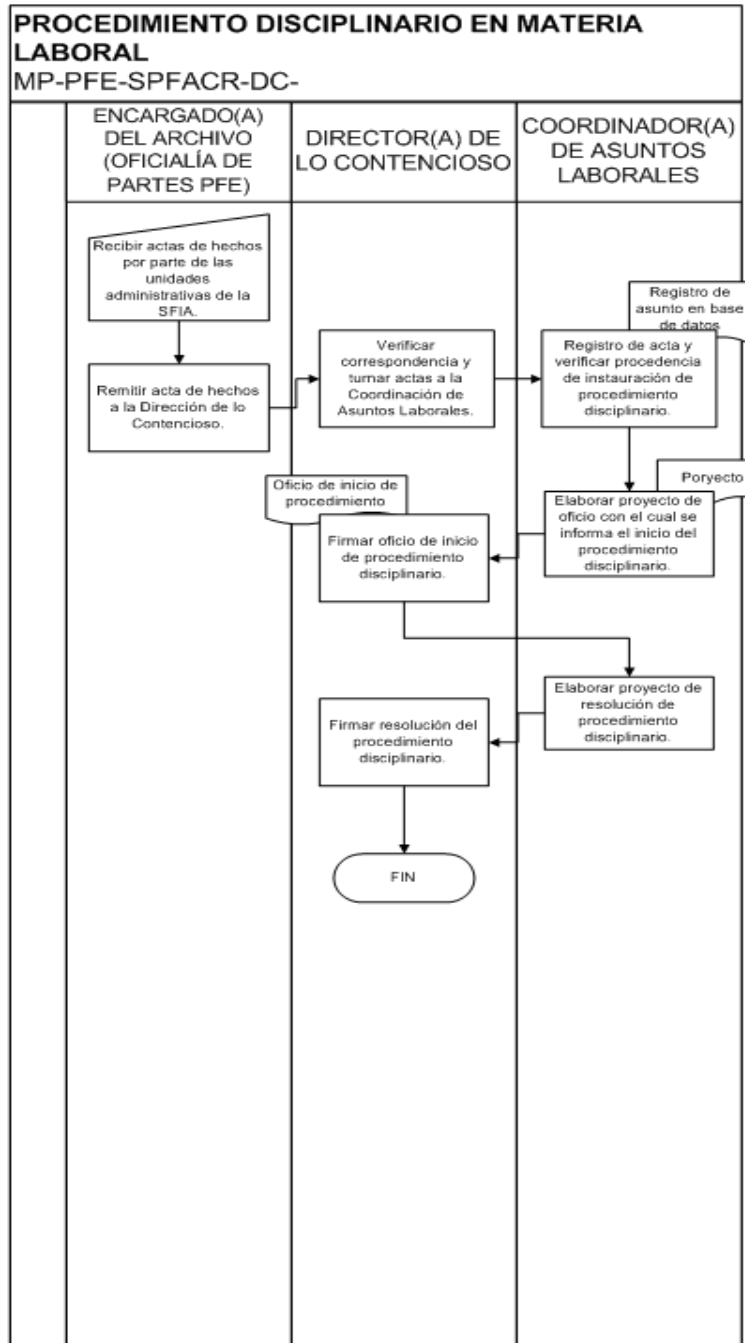 PROCEDIMIENTO DISCIPLINARIO EN MATERIA
LABORAL
MP-PFE-SPFACR-DC-
ENCARGADO(A)
DEL ARCHIVO
(OFICIALÍA DE
PARTES PFE)
DIRECTOR(A) DE
LO CONTENCIOSO
COORDINADOR(A)
DE ASUNTOS
LABORALES
Recibir actas de hechos
por parte de las
unidades
administrativas de la
SFIA.
Remitir acta de hechos
a la Dirección de lo
Contencioso.
Verificar
correspondencia y
turnar actas a la
Coordinación de
Asuntos Laborales.
Registro de
asunto en base
de datos
Registro de acta y
verificar procedencia
de instauración de
procedimiento
disciplinario.
Poryecto
Elaborar proyecto de
oficio con el cual se
informa el inicio del
procedimiento
disciplinario.
Oficio de inicio de
procedimiento
Firmar oficio de inicio
de procedimiento
disciplinario.
Elaborar proyecto de
resolución de
procedimiento
disciplinario.
Firmar resolución del
procedimiento
disciplinario.
FIN